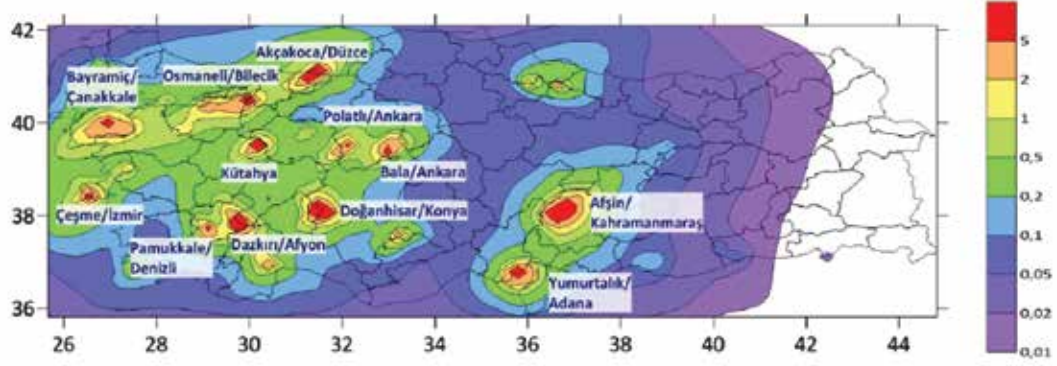 42
40
38
36
26
28
30
32
34
36
38
40
42
44
Akçakoca/Düzce
Bayramiç/
Çanakkale
Osmaneli/Bilecik
Polatlı/Ankara
Kütahya
Bala/Ankara
Çeşme/İzmir
Doğanhisar/Konya
Afşin/
Kahramanmaraş
Pamukkale/
Denizli
Dazkırı/Afyon
Yumurtalık/
Adana
5
2
1
0,5
0,2
0,1
0,05
0,02
0,01